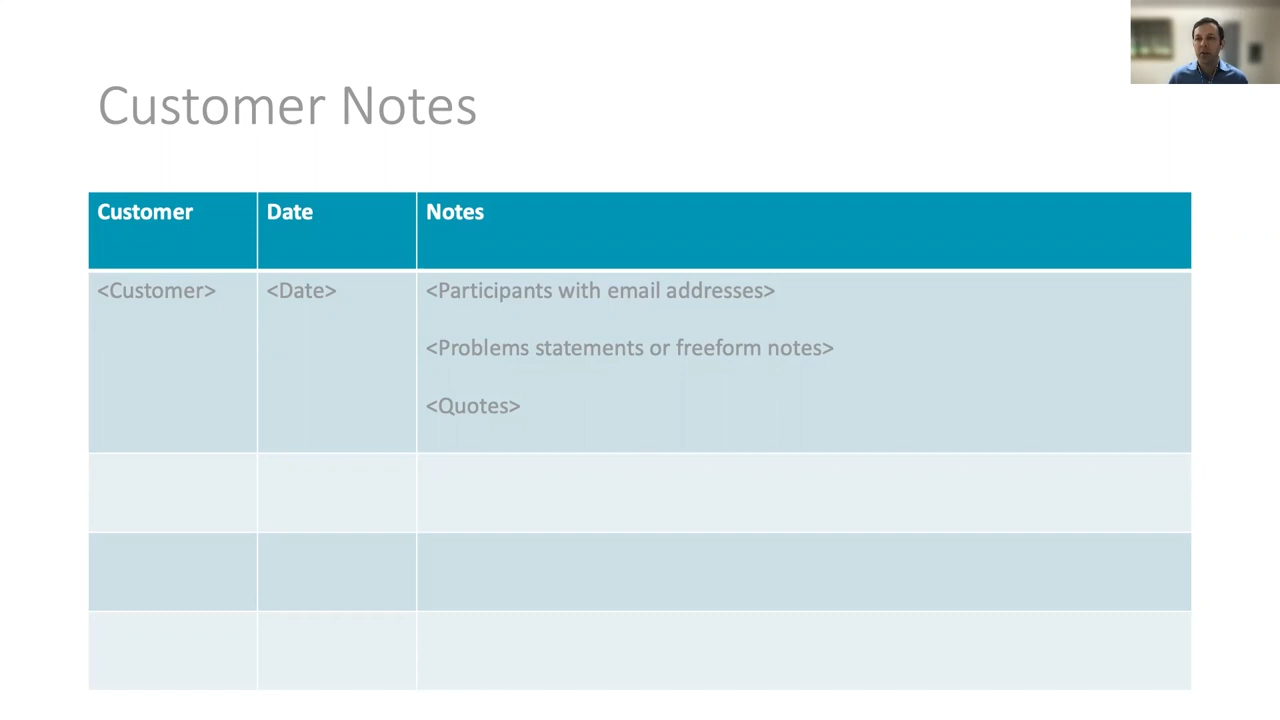 Customer Notes
Customer Date Notes
<Customer> <Date> <Participants with email addresses>
<Problems statements or freeform notes>
<Quotes>